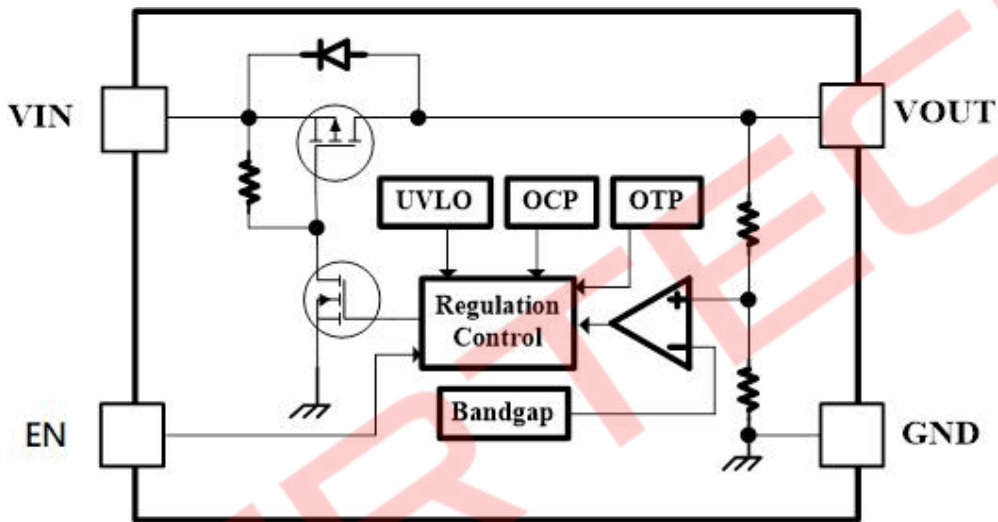 VIN
VOUT
UVLO
OCP
OTP
Regulation
Control
Bandgap
EN
GND
+
−